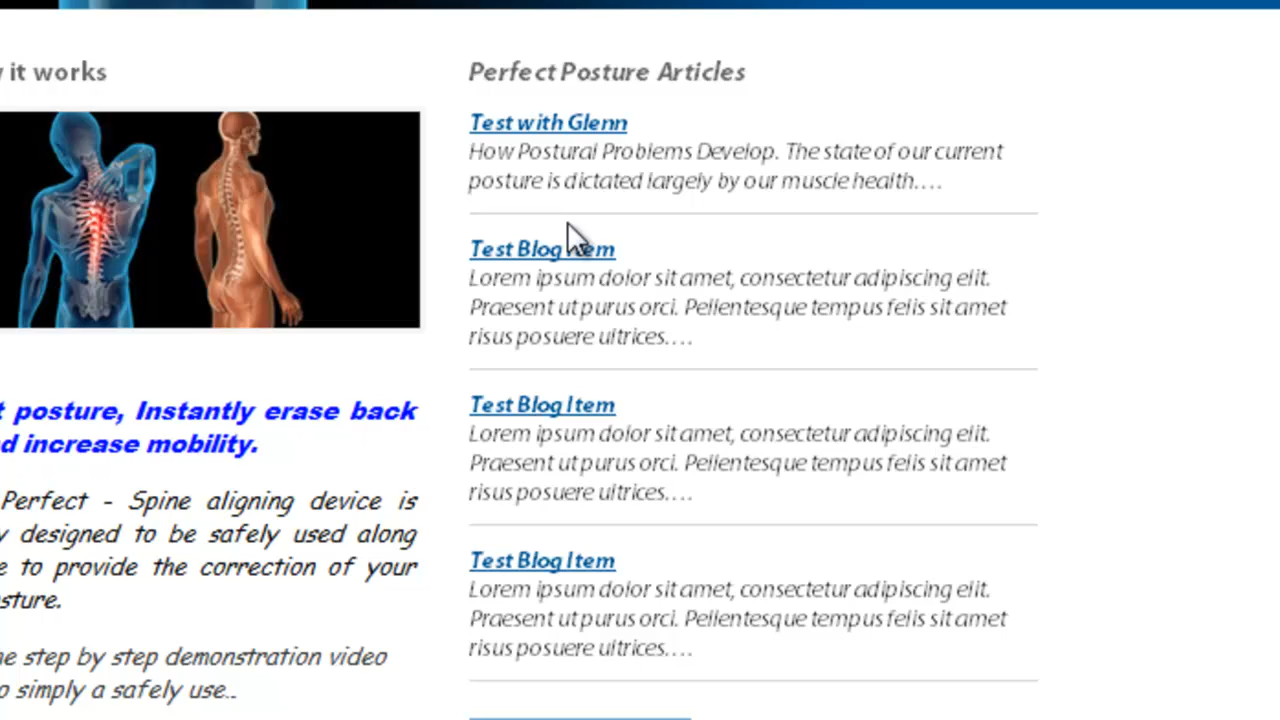 it works
Perfect Posture Articles
Test with Glenn
How Postural Problems Develop. The state of our current
posture is dictated largely by our muscle health....
Test Blog Item
Lorem ipsum dolor sit amet, consectetur adipiscing elit.
Praesent ut purus orci. Pellentesque tempus felis sit amet
risus posuere ultrices....
Test Blog Item
Lorem ipsum dolor sit amet, consectetur adipiscing elit.
Praesent ut purus orci. Pellentesque tempus felis sit amet
risus posuere ultrices....
Test Blog Item
Lorem ipsum dolor sit amet, consectetur adipiscing elit.
Praesent ut purus orci. Pellentesque tempus felis sit amet
risus posuere ultrices....
posture, Instantly erase back
increase mobility.
Perfect - Spine aligning device is
designed to be safely used along
to provide the correction of your
step by step demonstration video
simply a safely use..